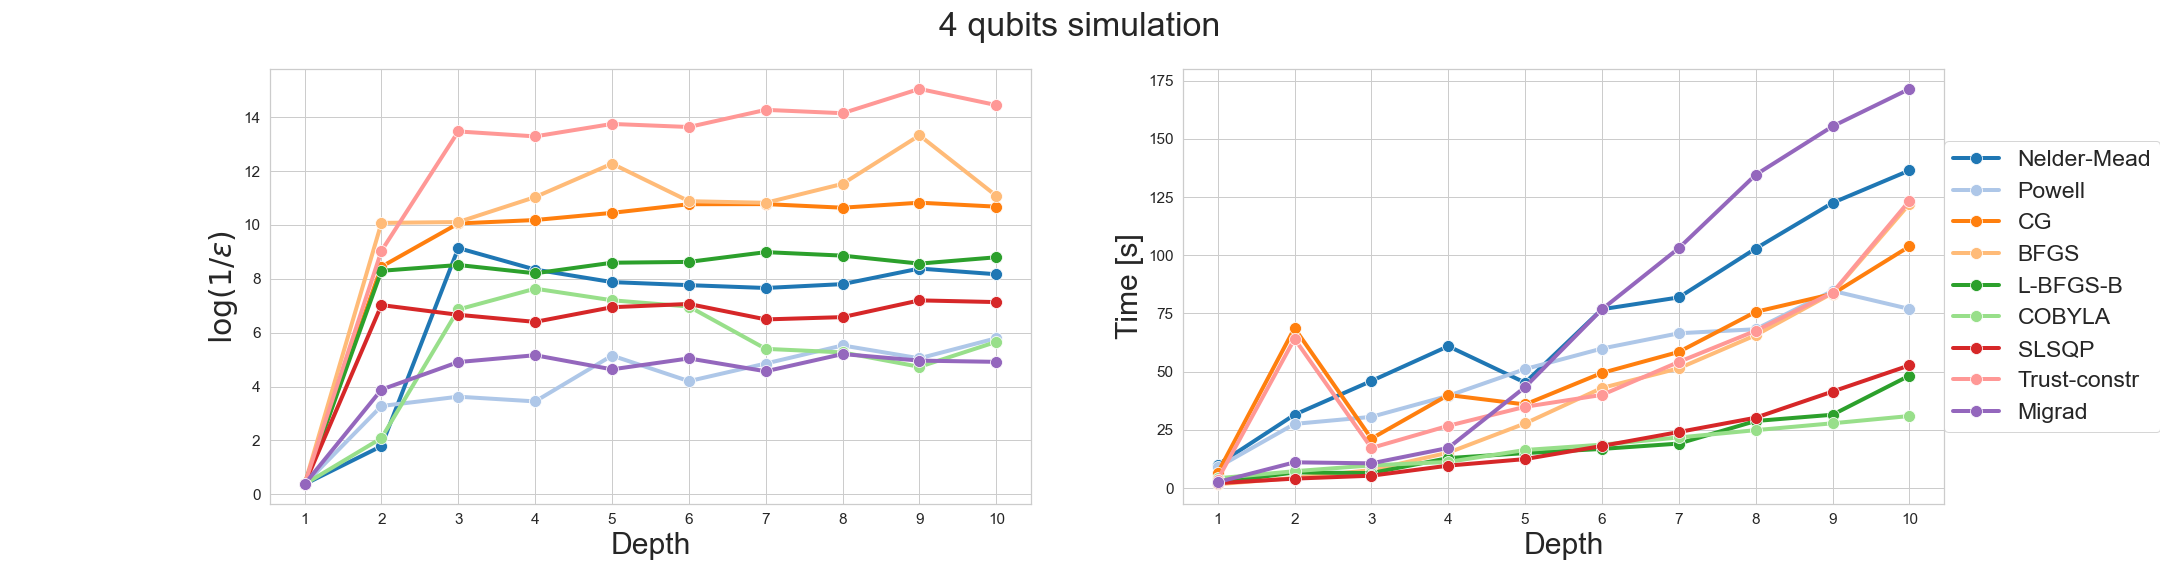 4 qubits simulation
log(1/ε)
14
12
10
8
6
4
2
0
1 2 3 4 5 6 7 8 9 10
Depth
Time [s]
175
150
125
100
75
50
25
0
1 2 3 4 5 6 7 8 9 10
Depth
Nelder-Mead
Powell
CG
BFGS
L-BFGS-B
COBYLA
SLSQP
Trust-constr
Migrad